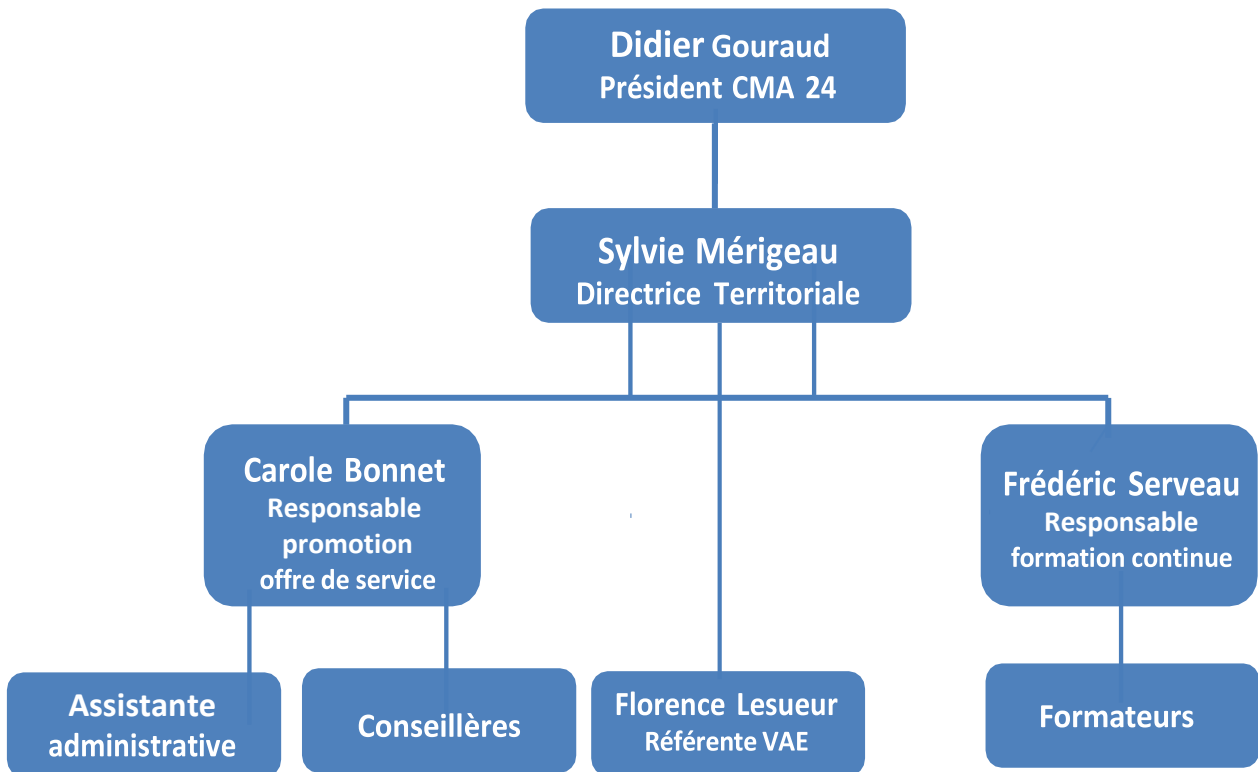 Didier Gouraud
Président CMA 24
Sylvie Mérigeau
Directrice Territoriale
Carole Bonnet
Responsable
promotion
offre de service
Frédéric Serveau
Responsable
formation continue
Assistante
administrative
Conseillères
Florence Lesueur
Référente VAE
Formateurs